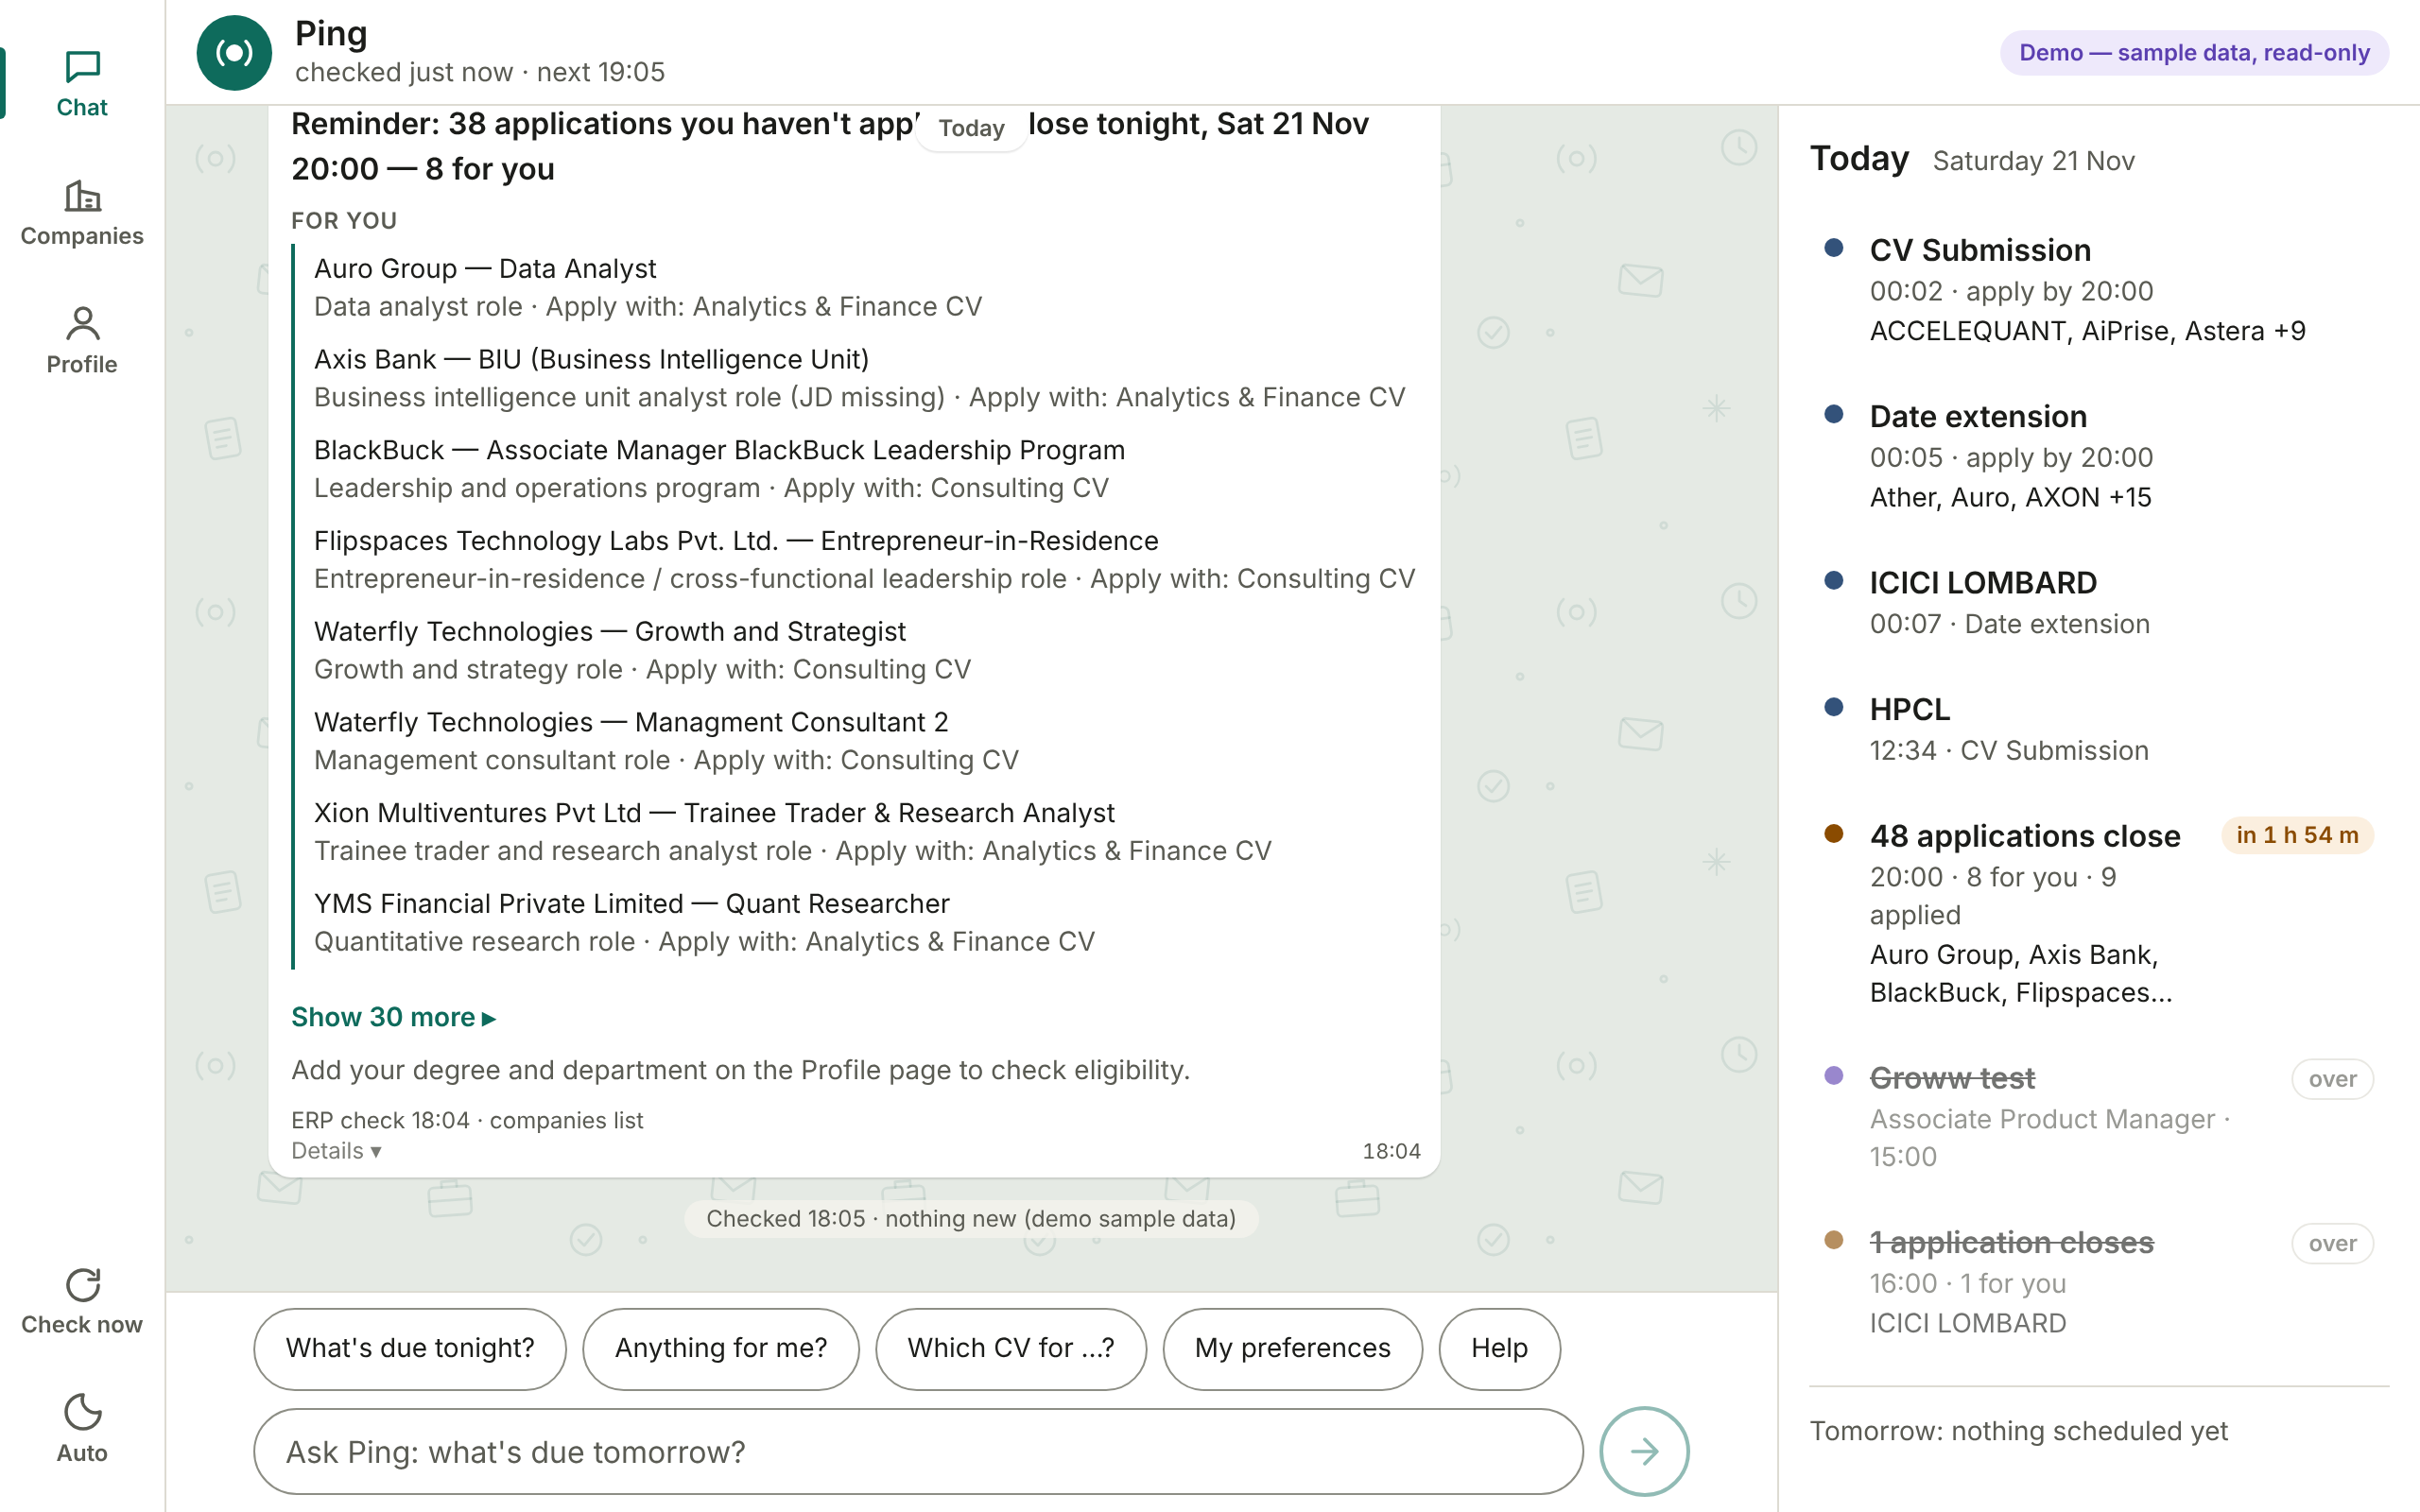 Chat
Companies
Profile
Check now
Auto
Ping
checked just now · next 19:05
Demo — sample data, read-only
Today
Reminder: 38 applications you haven't lose tonight, Sat 21 Nov
20:00 — 8 for you
FOR YOU
Auro Group — Data Analyst
Data analyst role · Apply with: Analytics & Finance CV
Axis Bank — BIU (Business Intelligence Unit)
Business intelligence unit analyst role (JD missing) · Apply with: Analytics & Finance CV
BlackBuck — Associate Manager BlackBuck Leadership Program
Leadership and operations program · Apply with: Consulting CV
Flipspaces Technology Labs Pvt. Ltd. — Entrepreneur-in-Residence
Entrepreneur-in-residence / cross-functional leadership role · Apply with: Consulting CV
Waterfly Technologies — Growth and Strategist
Growth and strategy role · Apply with: Consulting CV
Waterfly Technologies — Managment Consultant 2
Management consultant role · Apply with: Consulting CV
Xion Multiventures Pvt Ltd — Trainee Trader & Research Analyst
Trainee trader and research analyst role · Apply with: Analytics & Finance CV
YMS Financial Private Limited — Quant Researcher
Quantitative research role · Apply with: Analytics & Finance CV
Show 30 more ▸
Add your degree and department on the Profile page to check eligibility.
ERP check 18:04 · companies list
Details ▾
18:04
Checked 18:05 · nothing new (demo sample data)
What's due tonight?
Anything for me?
Which CV for ...?
My preferences
Help
Ask Ping: what's due tomorrow?
Today Saturday 21 Nov
CV Submission
00:02 · apply by 20:00
ACCELEQUANT, AiPrise, Astera +9
Date extension
00:05 · apply by 20:00
Ather, Auro, AXON +15
ICICI LOMBARD
00:07 · Date extension
HPCL
12:34 · CV Submission
48 applications close in 1 h 54 m
20:00 · 8 for you · 9
applied
Auro Group, Axis Bank,
BlackBuck, Flipspaces...
Groww test over
Associate Product Manager ·
15:00
1 application closes over
16:00 · 1 for you
ICICI LOMBARD
Tomorrow: nothing scheduled yet